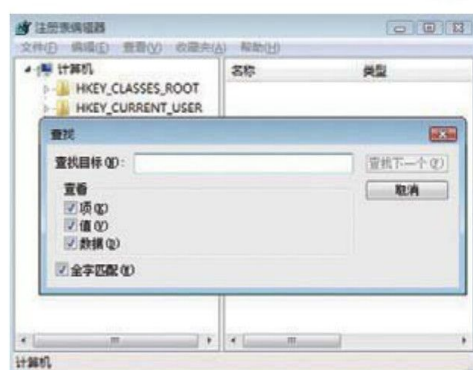 注册表编辑器
文件(F) 编辑(E) 查看(V) 收藏夹(A) 帮助(H)
计算机
HKEY_CLASSES_ROOT
HKEY_CURRENT_USER
名称 类型
查找
查找目标(N):
查找下一个(F)
取消
查看
项(K)
值(V)
数据(D)
全字匹配(W)
计算机